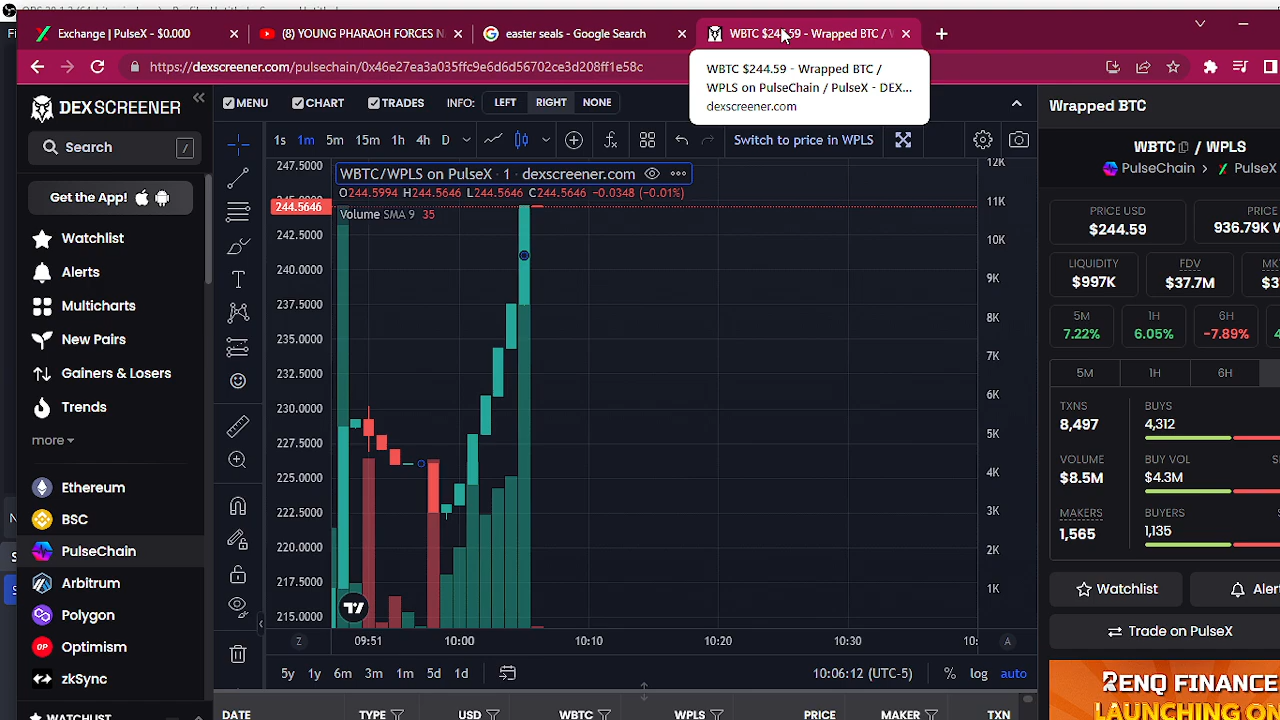 Exchange | PulseX - $0.000
(8) YOUNG PHARAOH FORCES N
easter seals - Google Search
WBTC $244.59 - Wrapped BTC /
https://dexscreener.com/pulsechain/0x46e27ea3a035ffc9e6d6d56702ce3d208ff1e58c
WBTC $244.59 - Wrapped BTC /
WPLS on PulseChain / PulseX - DEX...
dexscreener.com
DEXSCREENER
MENU
CHART
TRADES
INFO:
LEFT
RIGHT
NONE
Wrapped BTC
Search
/
1s 1m 5m 15m 1h 4h D
Switch to price in WPLS
WBTC / WPLS
PulseChain > PulseX
Get the App!
WBTC/WPLS on PulseX · 1 · dexscreener.com
O244.5994 H244.5646 L244.5646 C244.5646 −0.0348 (−0.01%)
Volume SMA 9 35
247.5000
244.5646
242.5000
240.0000
237.5000
235.0000
232.5000
230.0000
227.5000
225.0000
222.5000
220.0000
217.5000
215.0000
12K
11K
10K
9K
8K
7K
6K
5K
4K
3K
2K
1K
Watchlist
Alerts
Multicharts
New Pairs
Gainers & Losers
Trends
more
Ethereum
BSC
PulseChain
Arbitrum
Polygon
Optimism
zkSync
WATCHLIST
PRICE USD
$244.59
PRICE
936.79K W
LIQUIDITY
$997K
FDV
$37.7M
5M
7.22%
1H
6.05%
6H
-7.89%
5M
1H
6H
TXNS
8,497
BUYS
4,312
VOLUME
$8.5M
BUY VOL
$4.3M
MAKERS
1,565
BUYERS
1,135
Watchlist
Trade on PulseX
RENQ FINANCE
LAUNCHING ON
Z
09:51
10:00
10:10
10:20
10:30
10:
A
5y 1y 6m 3m 1m 5d 1d
10:06:12 (UTC-5)
%
log
auto
DATE
TYPE
USD
WBTC
WPLS
PRICE
MAKER
TXN